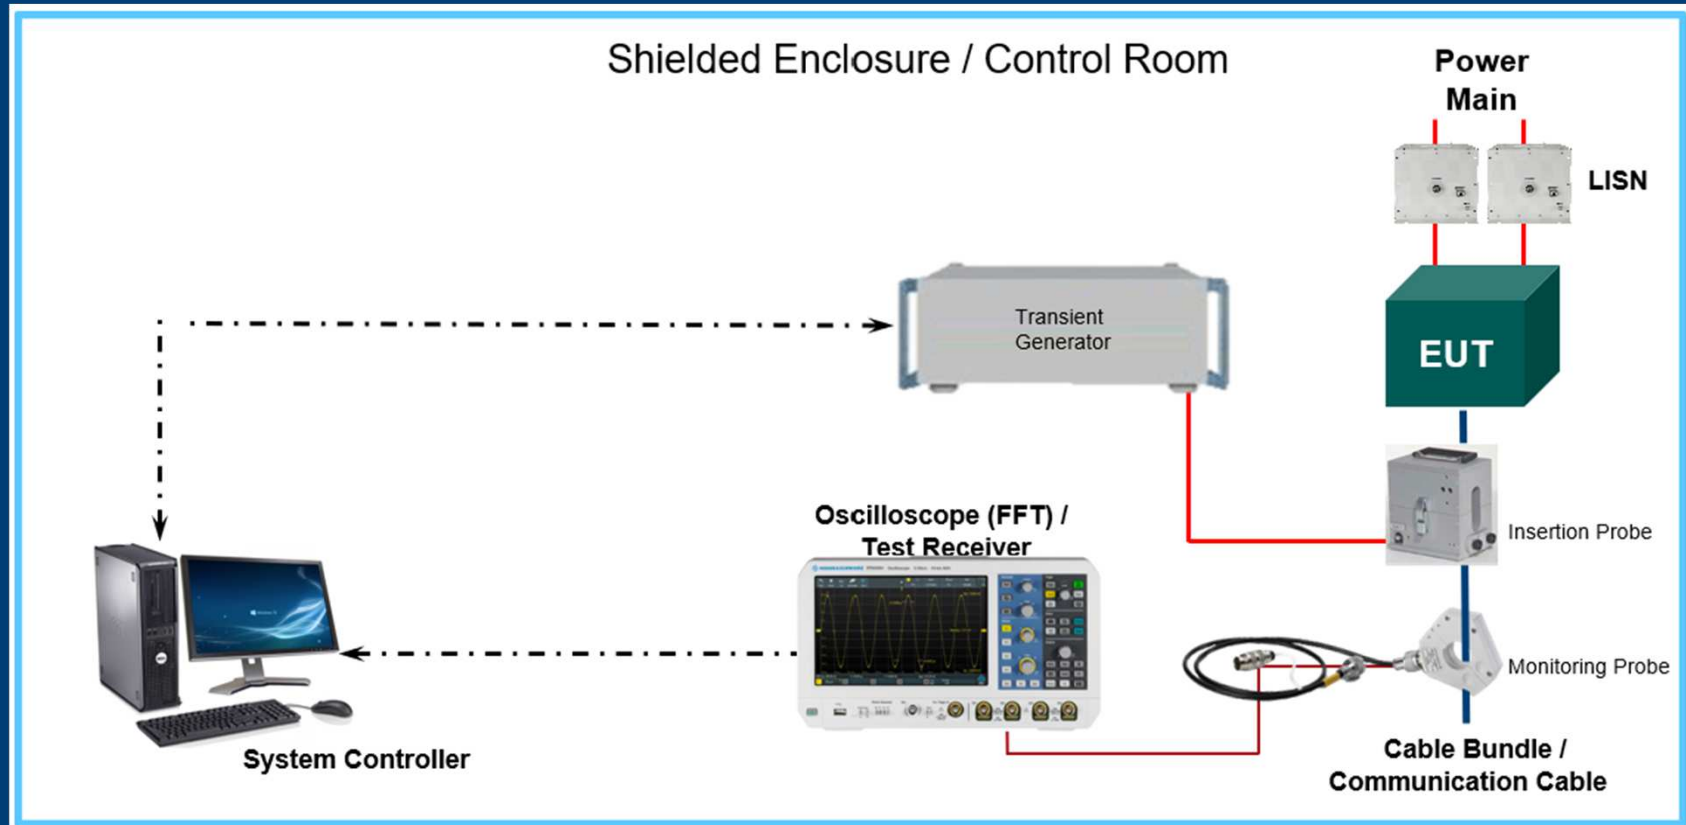 Shielded Enclosure / Control Room
Power
Main
LISN
Transient
Generator
EUT
Oscilloscope (FFT) /
Test Receiver
Insertion Probe
Monitoring Probe
System Controller
Cable Bundle /
Communication Cable